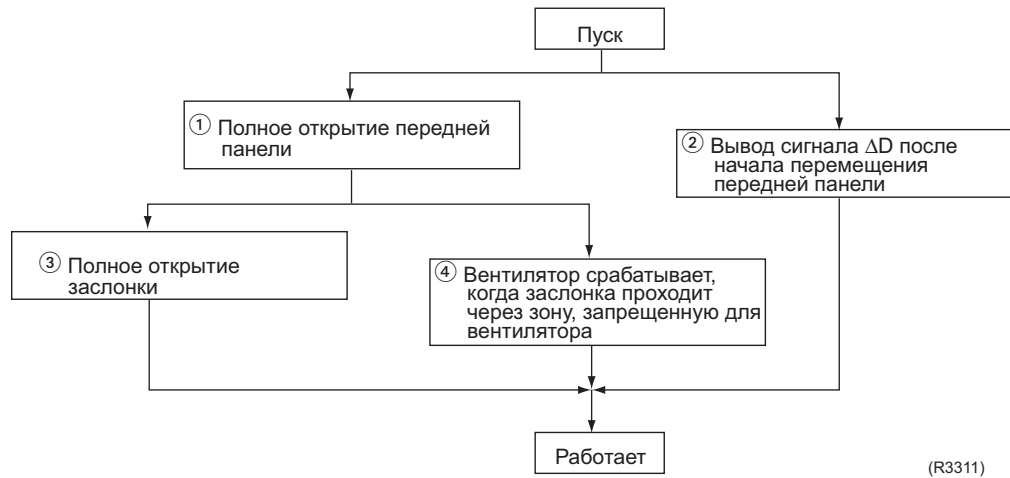 Пуск
① Полное открытие передней
панели
② Вывод сигнала ΔD после
начала перемещения
передней панели
③ Полное открытие
заслонки
④ Вентилятор срабатывает,
когда заслонка проходит
через зону, запрещенную для
вентилятора
Работает
(R3311)